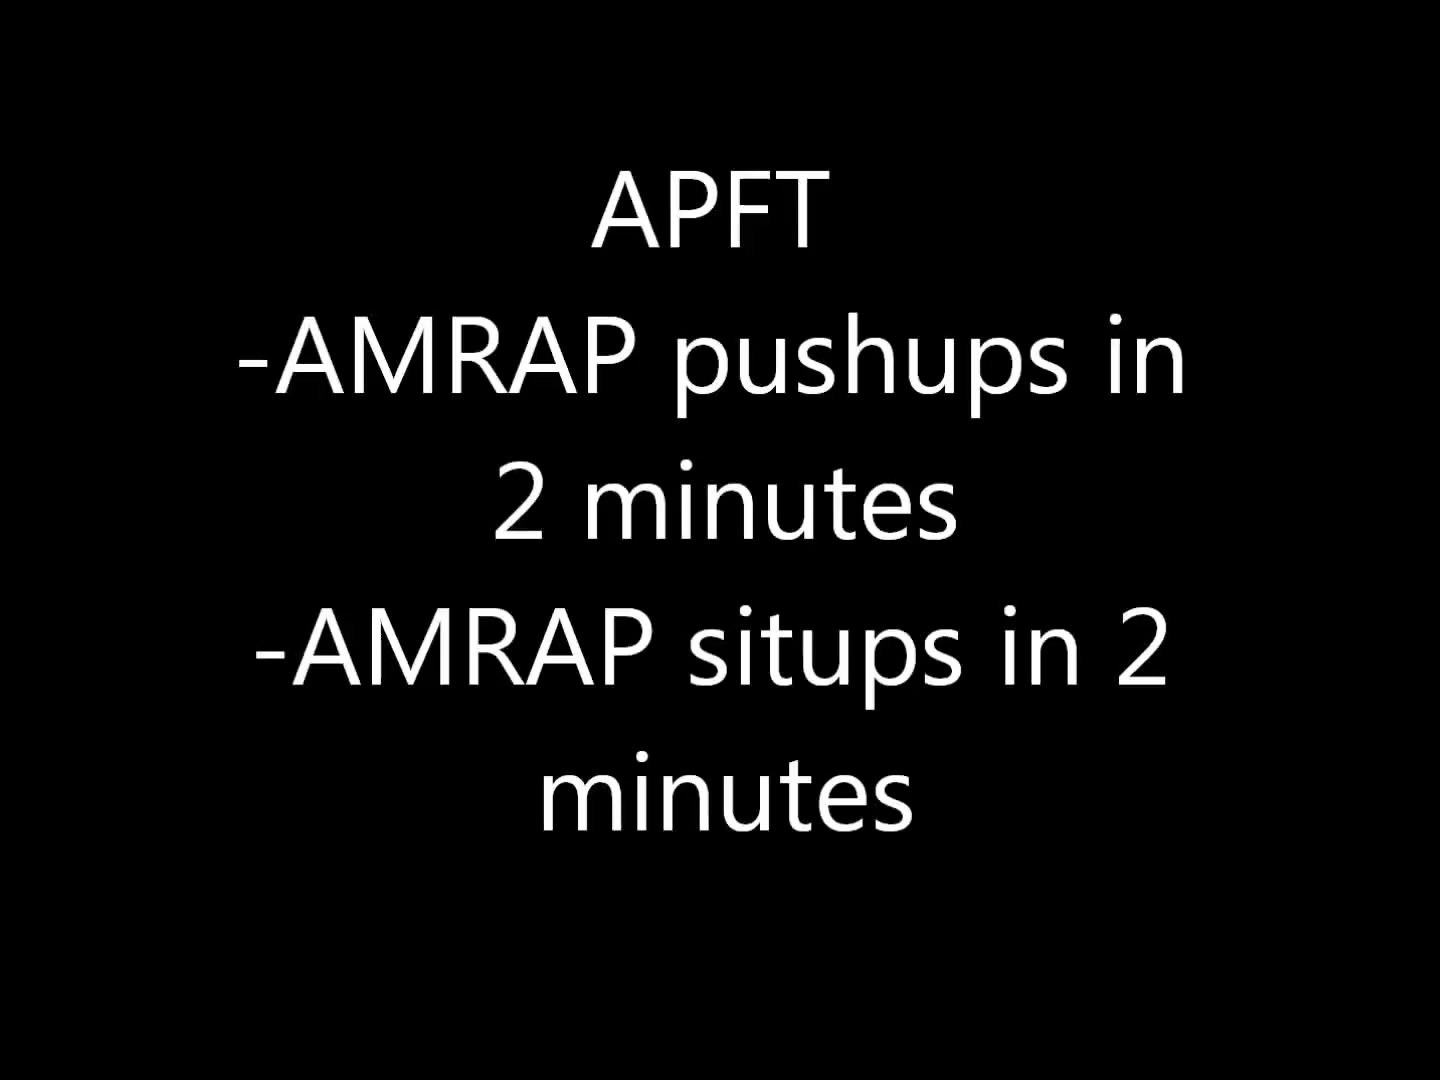 APFT
-AMRAP pushups in
2 minutes
-AMRAP situps in 2
minutes